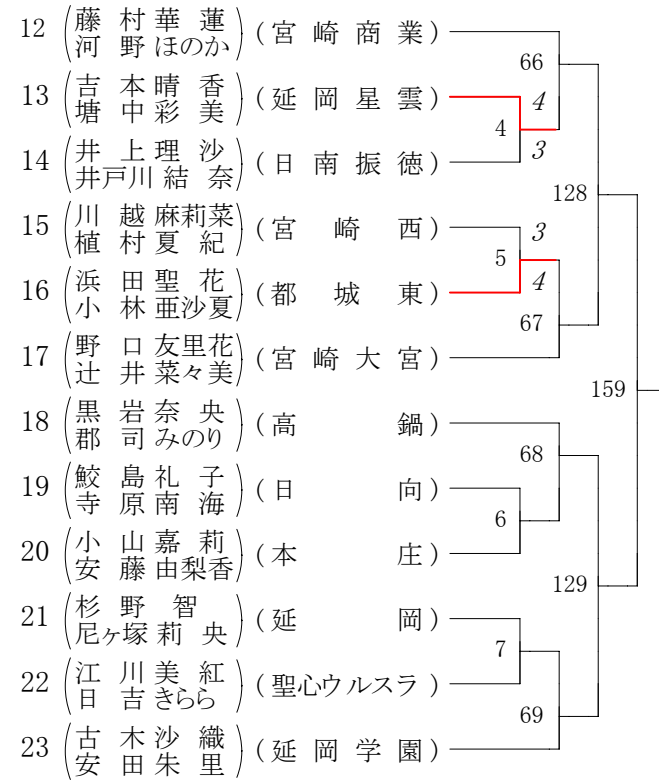 12 (藤村華蓮 河野ほのか) (宮崎商業)
66
13 (吉本晴香 塘中彩美) (延岡星雲)
4
4
3
14 (井上理沙 井戸川結奈) (日南振徳)
128
15 (川越麻莉菜 植村夏紀) (宮崎西)
3
5
4
16 (浜田聖花 小林亜沙夏) (都城東)
67
17 (野口友里花 辻井菜々美) (宮崎大宮)
159
18 (黒岩奈央 郡司みのり) (高鍋)
68
19 (鮫島礼子 寺原南海) (日向)
6
20 (小山嘉莉 安藤由梨香) (本庄)
129
21 (杉野智 尼ヶ塚莉央) (延岡)
7
22 (江川美紅 日吉きらら) (聖心ウルスラ)
69
23 (古木沙織 安田朱里) (延岡学園)